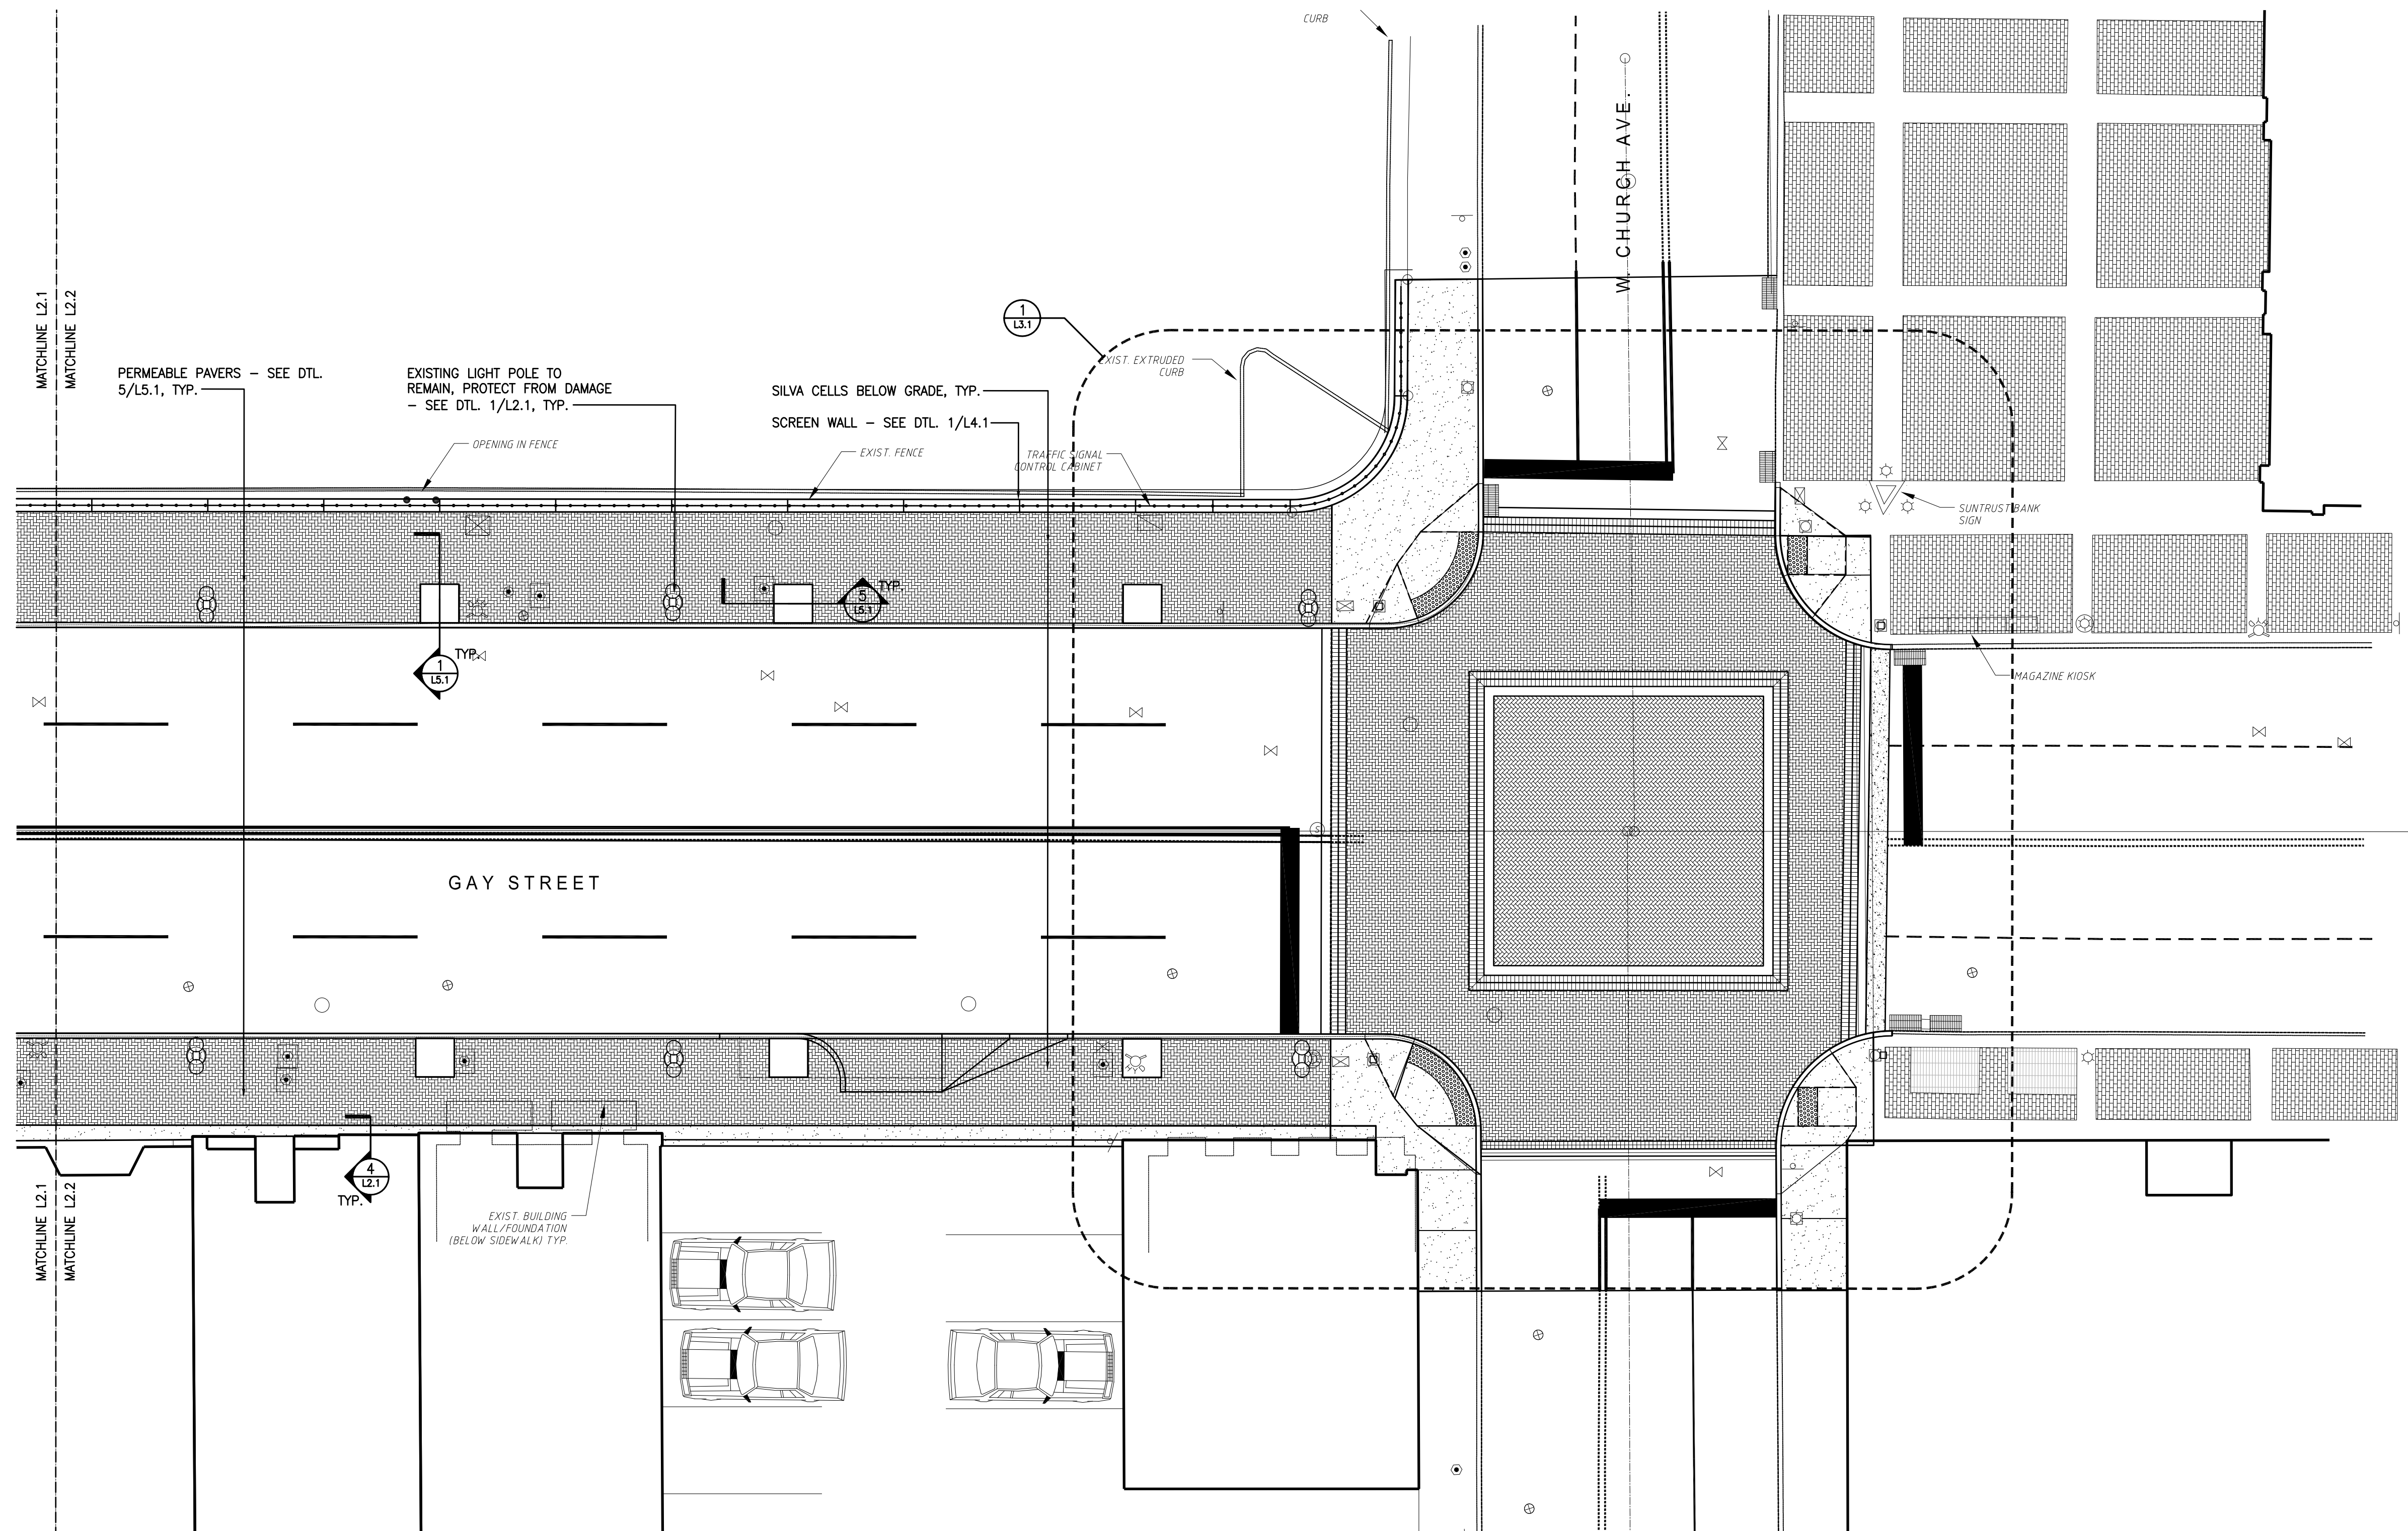 CURB
W. CHURCH AVE.
MATCHLINE L2.1
MATCHLINE L2.2
1
L3.1
EXIST. EXTRUDED
CURB
PERMEABLE PAVERS – SEE DTL.
5/L5.1, TYP.
EXISTING LIGHT POLE TO
REMAIN, PROTECT FROM DAMAGE
– SEE DTL. 1/L2.1, TYP.
SILVA CELLS BELOW GRADE, TYP.
SCREEN WALL – SEE DTL. 1/L4.1
OPENING IN FENCE
EXIST. FENCE
TRAFFIC SIGNAL
CONTROL CABINET
SUNTRUST BANK
SIGN
5
L5.1
TYP.
1
L5.1
TYP.
MAGAZINE KIOSK
S
GAY STREET
4
L2.1
TYP.
MATCHLINE L2.1
MATCHLINE L2.2
EXIST. BUILDING
WALL/FOUNDATION
(BELOW SIDEWALK) TYP.